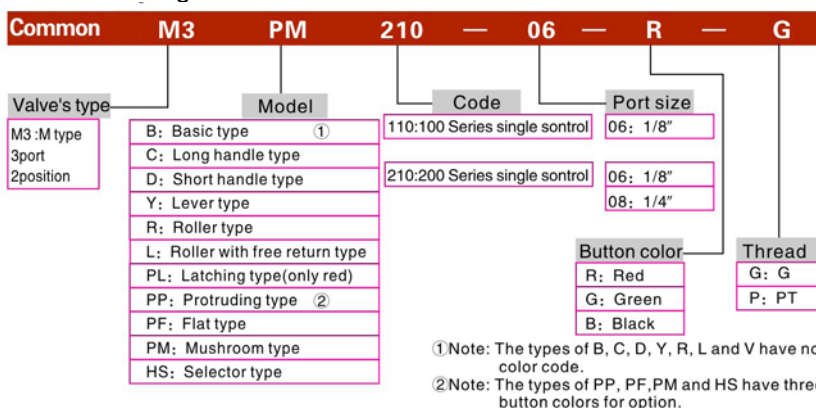 Common M3 PM 210 — 06 — R — G
Valve's type
M3 :M type
3port
2position
Model
B: Basic type ①
C: Long handle type
D: Short handle type
Y: Lever type
R: Roller type
L: Roller with free return type
PL: Latching type(only red)
PP: Protruding type ②
PF: Flat type
PM: Mushroom type
HS: Selector type
Code
110:100 Series single sontrol
210:200 Series single sontrol
Port size
06: 1/8″
06: 1/8″
08: 1/4″
Button color
R: Red
G: Green
B: Black
Thread
G: G
P: PT
①Note: The types of B, C, D, Y, R, L and V have no
color code.
②Note: The types of PP, PF,PM and HS have three
button colors for option.